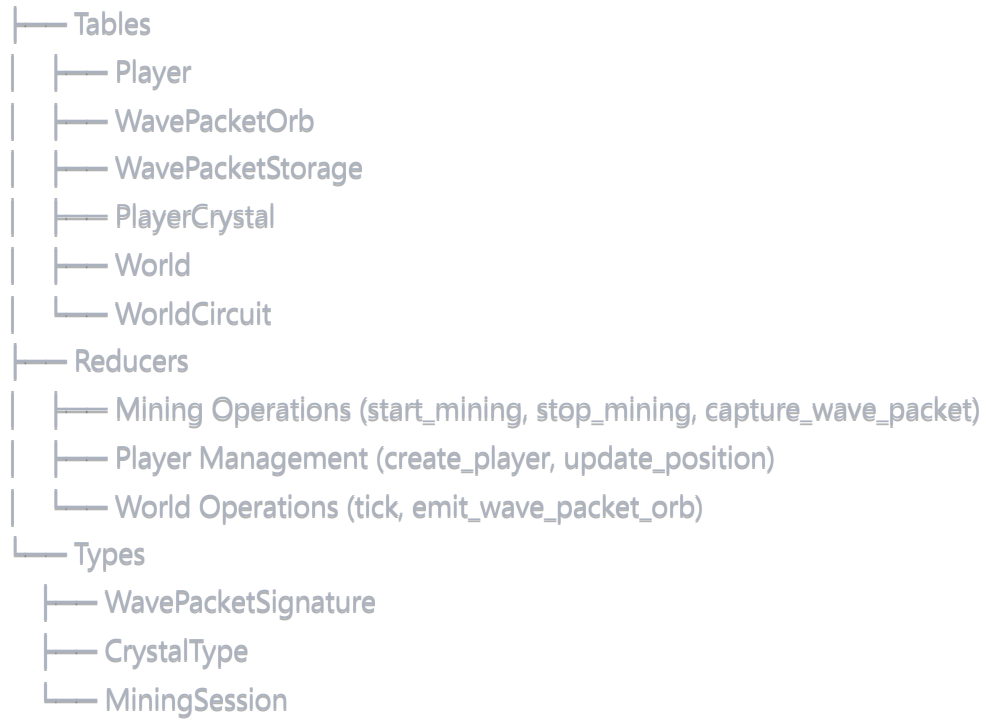 ├── Tables
│   ├── Player
│   ├── WavePacketOrb
│   ├── WavePacketStorage
│   ├── PlayerCrystal
│   ├── World
│   └── WorldCircuit
├── Reducers
│   ├── Mining Operations (start_mining, stop_mining, capture_wave_packet)
│   ├── Player Management (create_player, update_position)
│   └── World Operations (tick, emit_wave_packet_orb)
└── Types
    ├── WavePacketSignature
    ├── CrystalType
    └── MiningSession